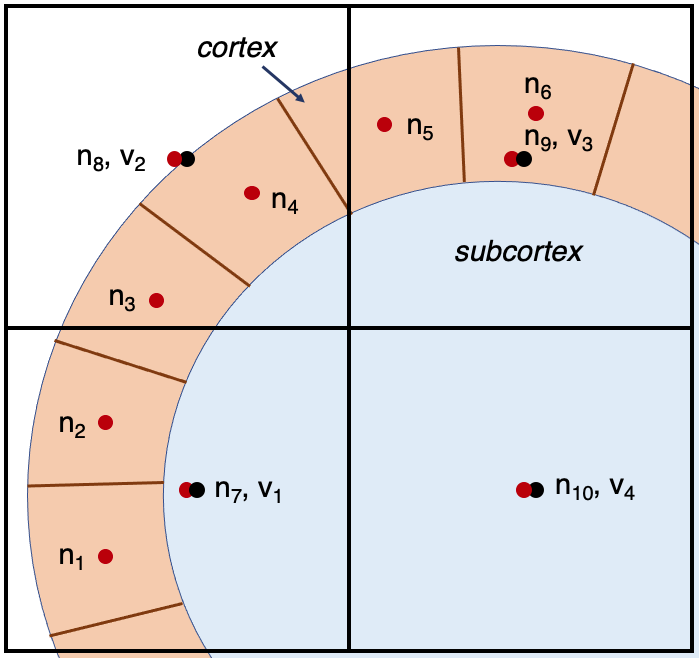 cortex
n₆
n₅
n₉, v₃
n₈, v₂
n₄
subcortex
n₃
n₂
n₇, v₁
n₁₀, v₄
n₁